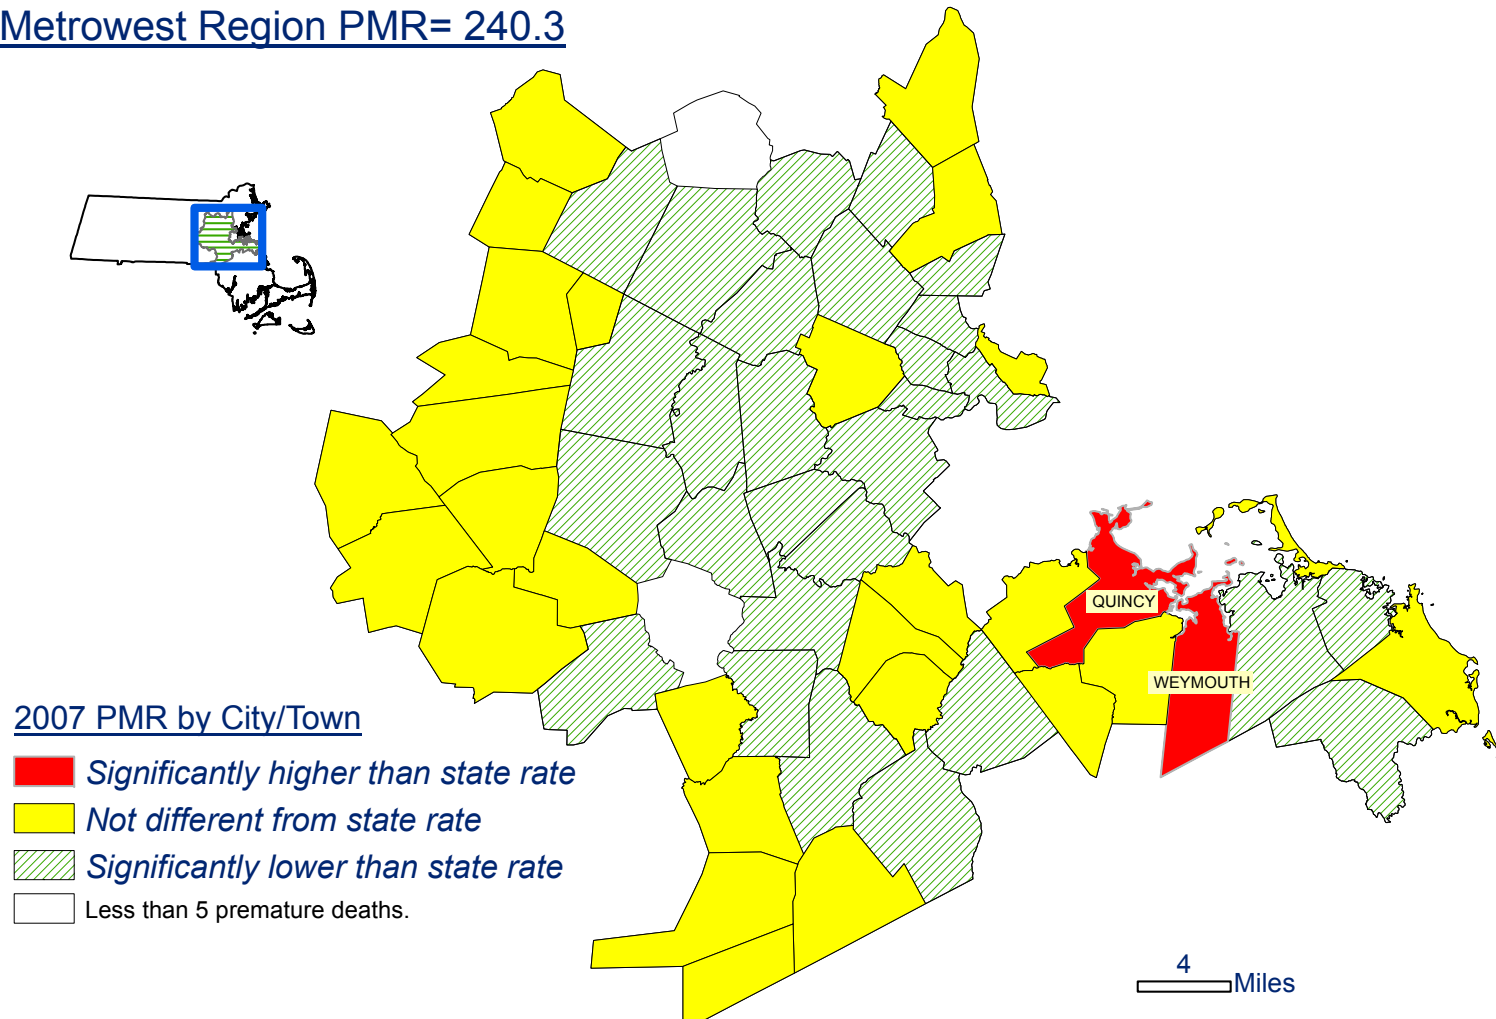 Metrowest Region PMR= 240.3
QUINCY
WEYMOUTH
2007 PMR by City/Town
Significantly higher than state rate
Not different from state rate
Significantly lower than state rate
Less than 5 premature deaths.
4
Miles